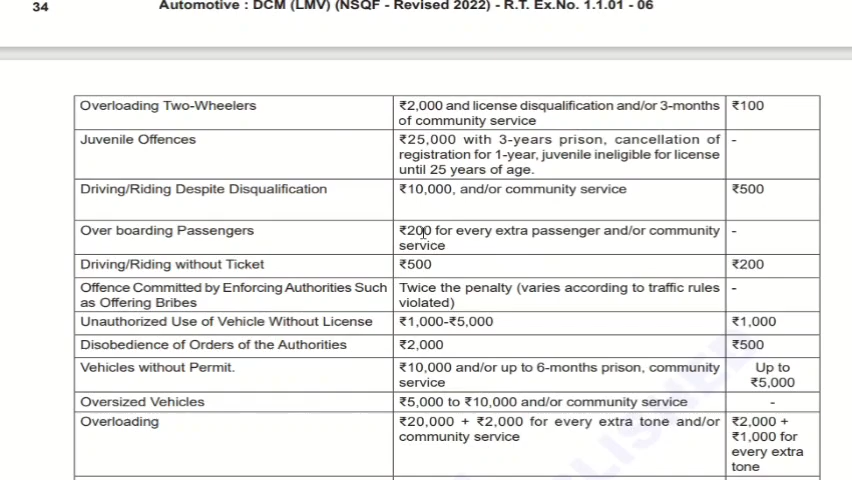 34
Automotive : DCM (LMV) (NSQF - Revised 2022) - R.T. Ex.No. 1.1.01 - 06
Overloading Two-Wheelers
₹2,000 and license disqualification and/or 3-months
of community service
₹100
Juvenile Offences
₹25,000 with 3-years prison, cancellation of
registration for 1-year, juvenile ineligible for license
until 25 years of age.
-
Driving/Riding Despite Disqualification
₹10,000, and/or community service
₹500
Over boarding Passengers
₹200 for every extra passenger and/or community
service
-
Driving/Riding without Ticket
₹500
₹200
Offence Committed by Enforcing Authorities Such
as Offering Bribes
Twice the penalty (varies according to traffic rules
violated)
-
Unauthorized Use of Vehicle Without License
₹1,000-₹5,000
₹1,000
Disobedience of Orders of the Authorities
₹2,000
₹500
Vehicles without Permit.
₹10,000 and/or up to 6-months prison, community
service
Up to
₹5,000
Oversized Vehicles
₹5,000 to ₹10,000 and/or community service
-
Overloading
₹20,000 + ₹2,000 for every extra tone and/or
community service
₹2,000 +
₹1,000 for
every extra
tone